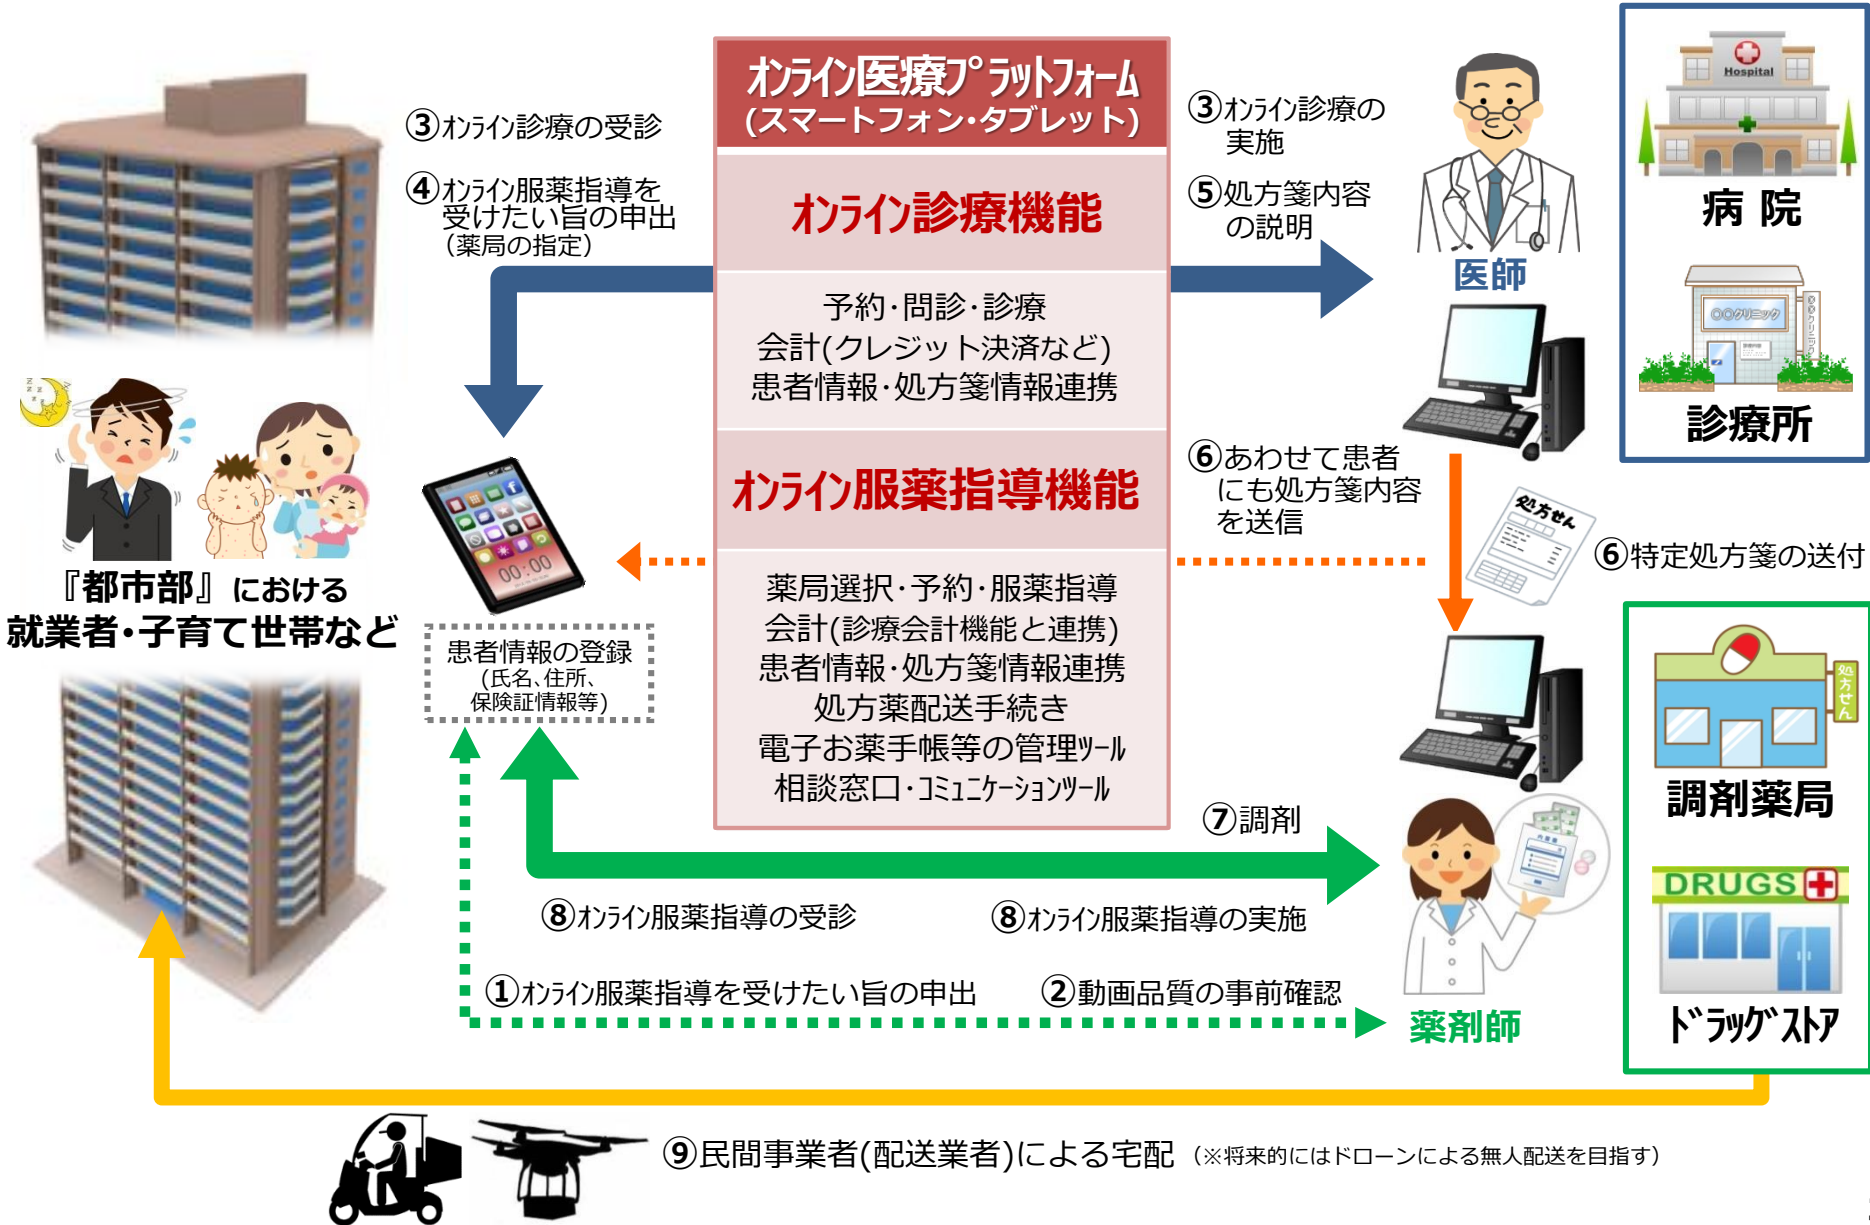 オンライン医療プラットフォーム
(スマートフォン・タブレット)
③オンライン診療の受診
④オンライン服薬指導を
受けたい旨の申出
(薬局の指定)
オンライン診療機能
予約・問診・診療
会計(クレジット決済など)
患者情報・処方箋情報連携
オンライン服薬指導機能
薬局選択・予約・服薬指導
会計(診療会計機能と連携)
患者情報・処方箋情報連携
処方薬配送手続き
電子お薬手帳等の管理ツール
相談窓口・コミュニケーションツール
③オンライン診療の
実施
⑤処方箋内容
の説明
医師
Hospital
病院
〇〇クリニック
〇〇クリニック
診療所
『都市部』における
就業者・子育て世帯など
00:00
患者情報の登録
(氏名、住所、
保険証情報等)
⑥あわせて患者
にも処方箋内容
を送信
処方せん
⑥特定処方箋の送付
処方せん
調剤薬局
DRUGS
ドラッグストア
⑦調剤
⑧オンライン服薬指導の受診
⑧オンライン服薬指導の実施
①オンライン服薬指導を受けたい旨の申出
②動画品質の事前確認
薬剤師
⑨民間事業者(配送業者)による宅配 (※将来的にはドローンによる無人配送を目指す)